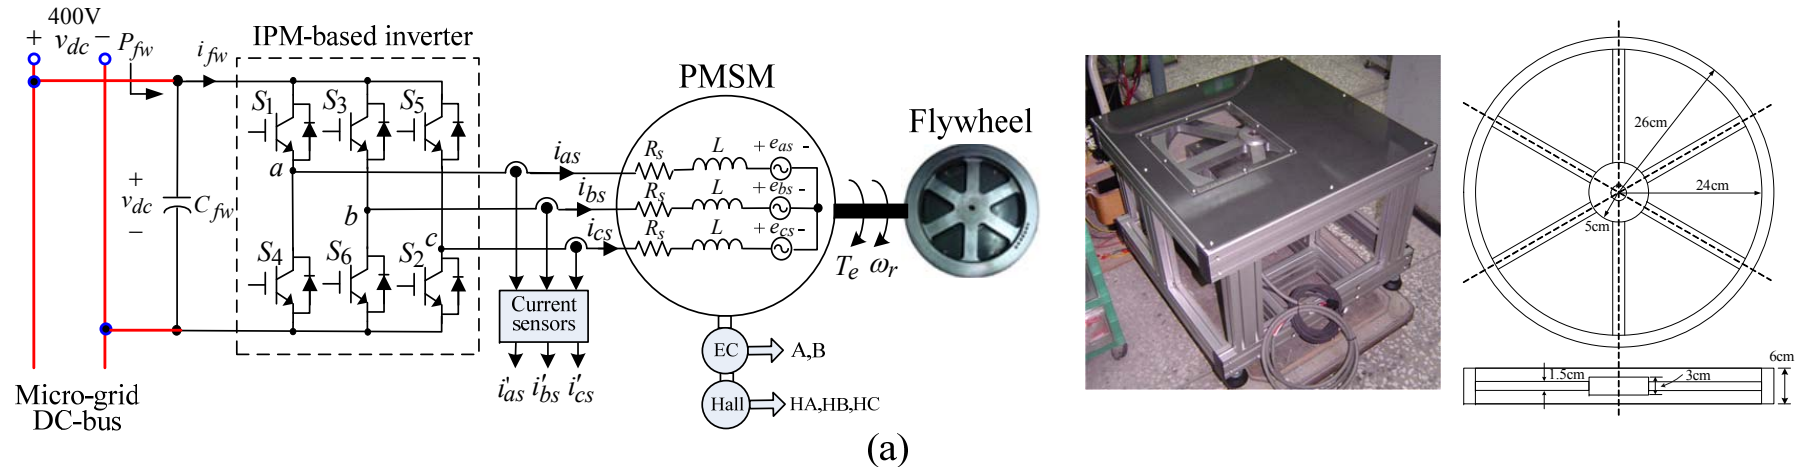 400V
+ v_dc −
P_fw
i_fw
IPM-based inverter
S1
S3
S5
a
b
c
+
v_dc
−
C_fw
S4
S6
S2
i_as
i_bs
i_cs
Current
sensors
i'_as i'_bs i'_cs
PMSM
R_s L + e_as -
R_s L + e_bs -
R_s L + e_cs -
T_e ω_r
Flywheel
EC
A,B
Hall
HA,HB,HC
Micro-grid
DC-bus
(a)
26cm
24cm
5cm
6cm
1.5cm
3cm